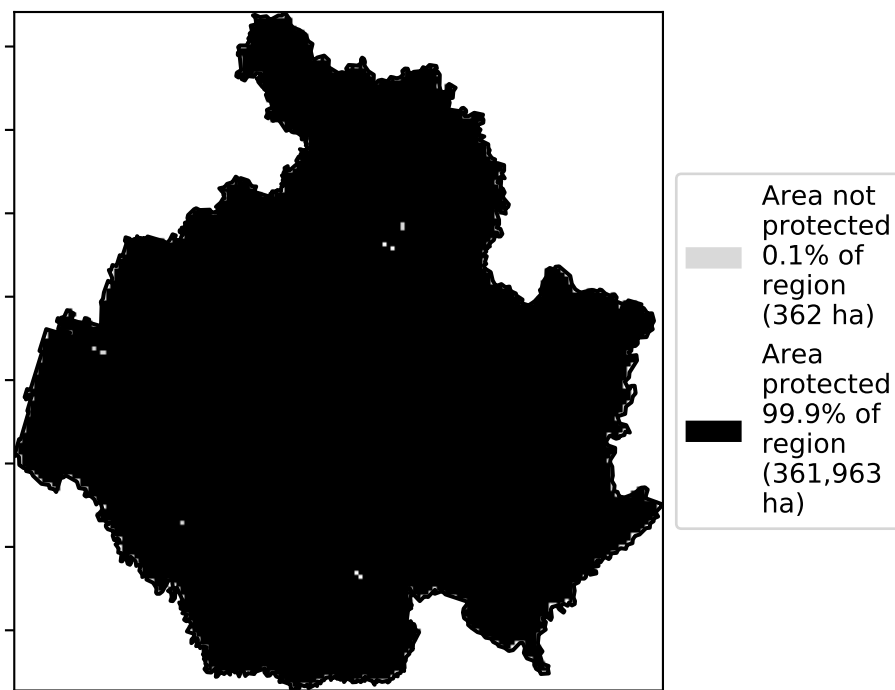 Area not
protected
0.1% of
region
(362 ha)
Area
protected
99.9% of
region
(361,963
ha)